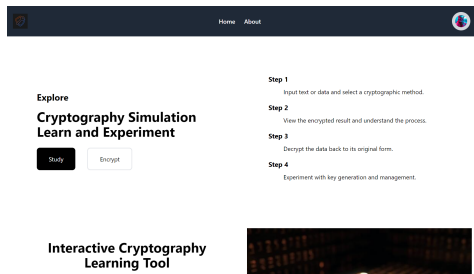 Home About
Explore
Cryptography Simulation
Learn and Experiment
Study Encrypt
Step 1
Input text or data and select a cryptographic method.
Step 2
View the encrypted result and understand the process.
Step 3
Decrypt the data back to its original form.
Step 4
Experiment with key generation and management.
Interactive Cryptography
Learning Tool